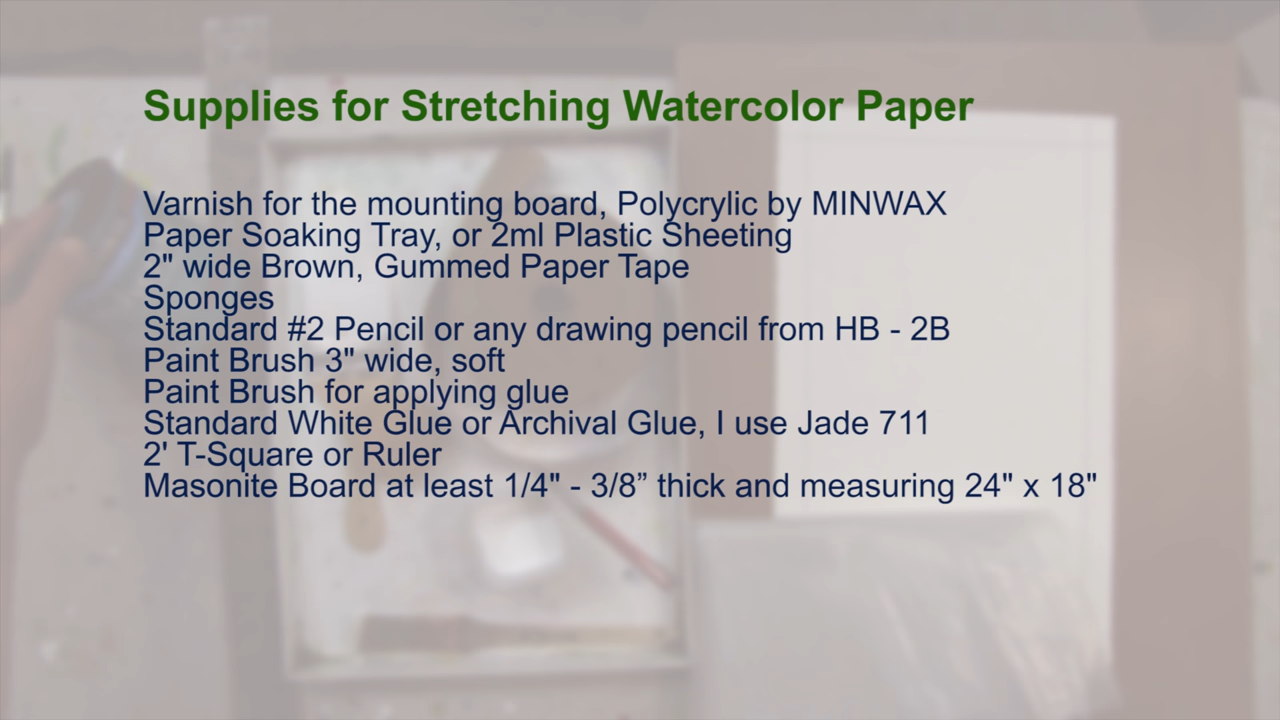 Supplies for Stretching Watercolor Paper
Varnish for the mounting board, Polycrylic by MINWAX
Paper Soaking Tray, or 2ml Plastic Sheeting
2" wide Brown, Gummed Paper Tape
Sponges
Standard #2 Pencil or any drawing pencil from HB - 2B
Paint Brush 3" wide, soft
Paint Brush for applying glue
Standard White Glue or Archival Glue, I use Jade 711
2' T-Square or Ruler
Masonite Board at least 1/4" - 3/8” thick and measuring 24" x 18"